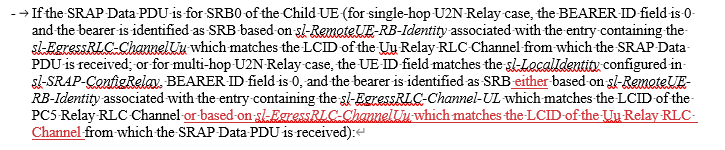 - → If the SRAP Data PDU is for SRB0 of the Child UE (for single-hop U2N Relay case, the BEARER ID field is 0
and the bearer is identified as SRB based on sl-RemoteUE-RB-Identity associated with the entry containing the
sl-EgressRLC-ChannelUu which matches the LCID of the Uu Relay RLC Channel from which the SRAP Data
PDU is received; or for multi-hop U2N Relay case, the UE ID field matches the sl-LocalIdentity configured in
sl-SRAP-ConfigRelay, BEARER ID field is 0, and the bearer is identified as SRB either based on sl-RemoteUE-
RB-Identity associated with the entry containing the sl-EgressRLC-Channel-UL which matches the LCID of the
PC5 Relay RLC Channel or based on sl-EgressRLC-ChannelUu which matches the LCID of the Uu Relay RLC
Channel from which the SRAP Data PDU is received):↵